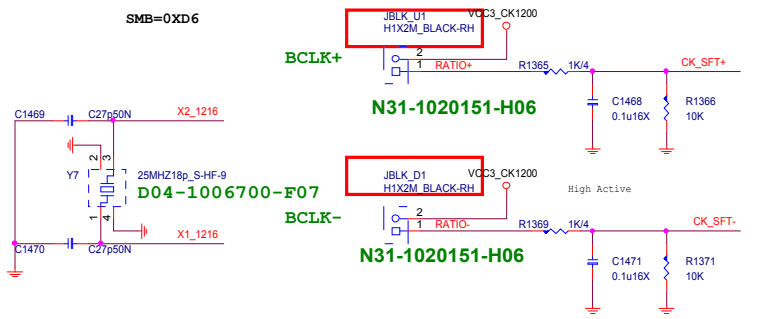 SMB=0XD6
JBLK_U1
H1X2M_BLACK-RH
VCC3_CK1200
BCLK+
2
1
RATIO+
R1365
1K/4
CK_SFT+
N31-1020151-H06
C1468
0.1u16X
R1366
10K
C1469
C27p50N
X2_1216
2
3
Y7
25MHZ18p_S-HF-9
D04-1006700-F07
1
4
X1_1216
C1470
C27p50N
JBLK_D1
H1X2M_BLACK-RH
VCC3_CK1200
High Active
BCLK-
2
1
RATIO-
R1369
1K/4
CK_SFT-
N31-1020151-H06
C1471
0.1u16X
R1371
10K